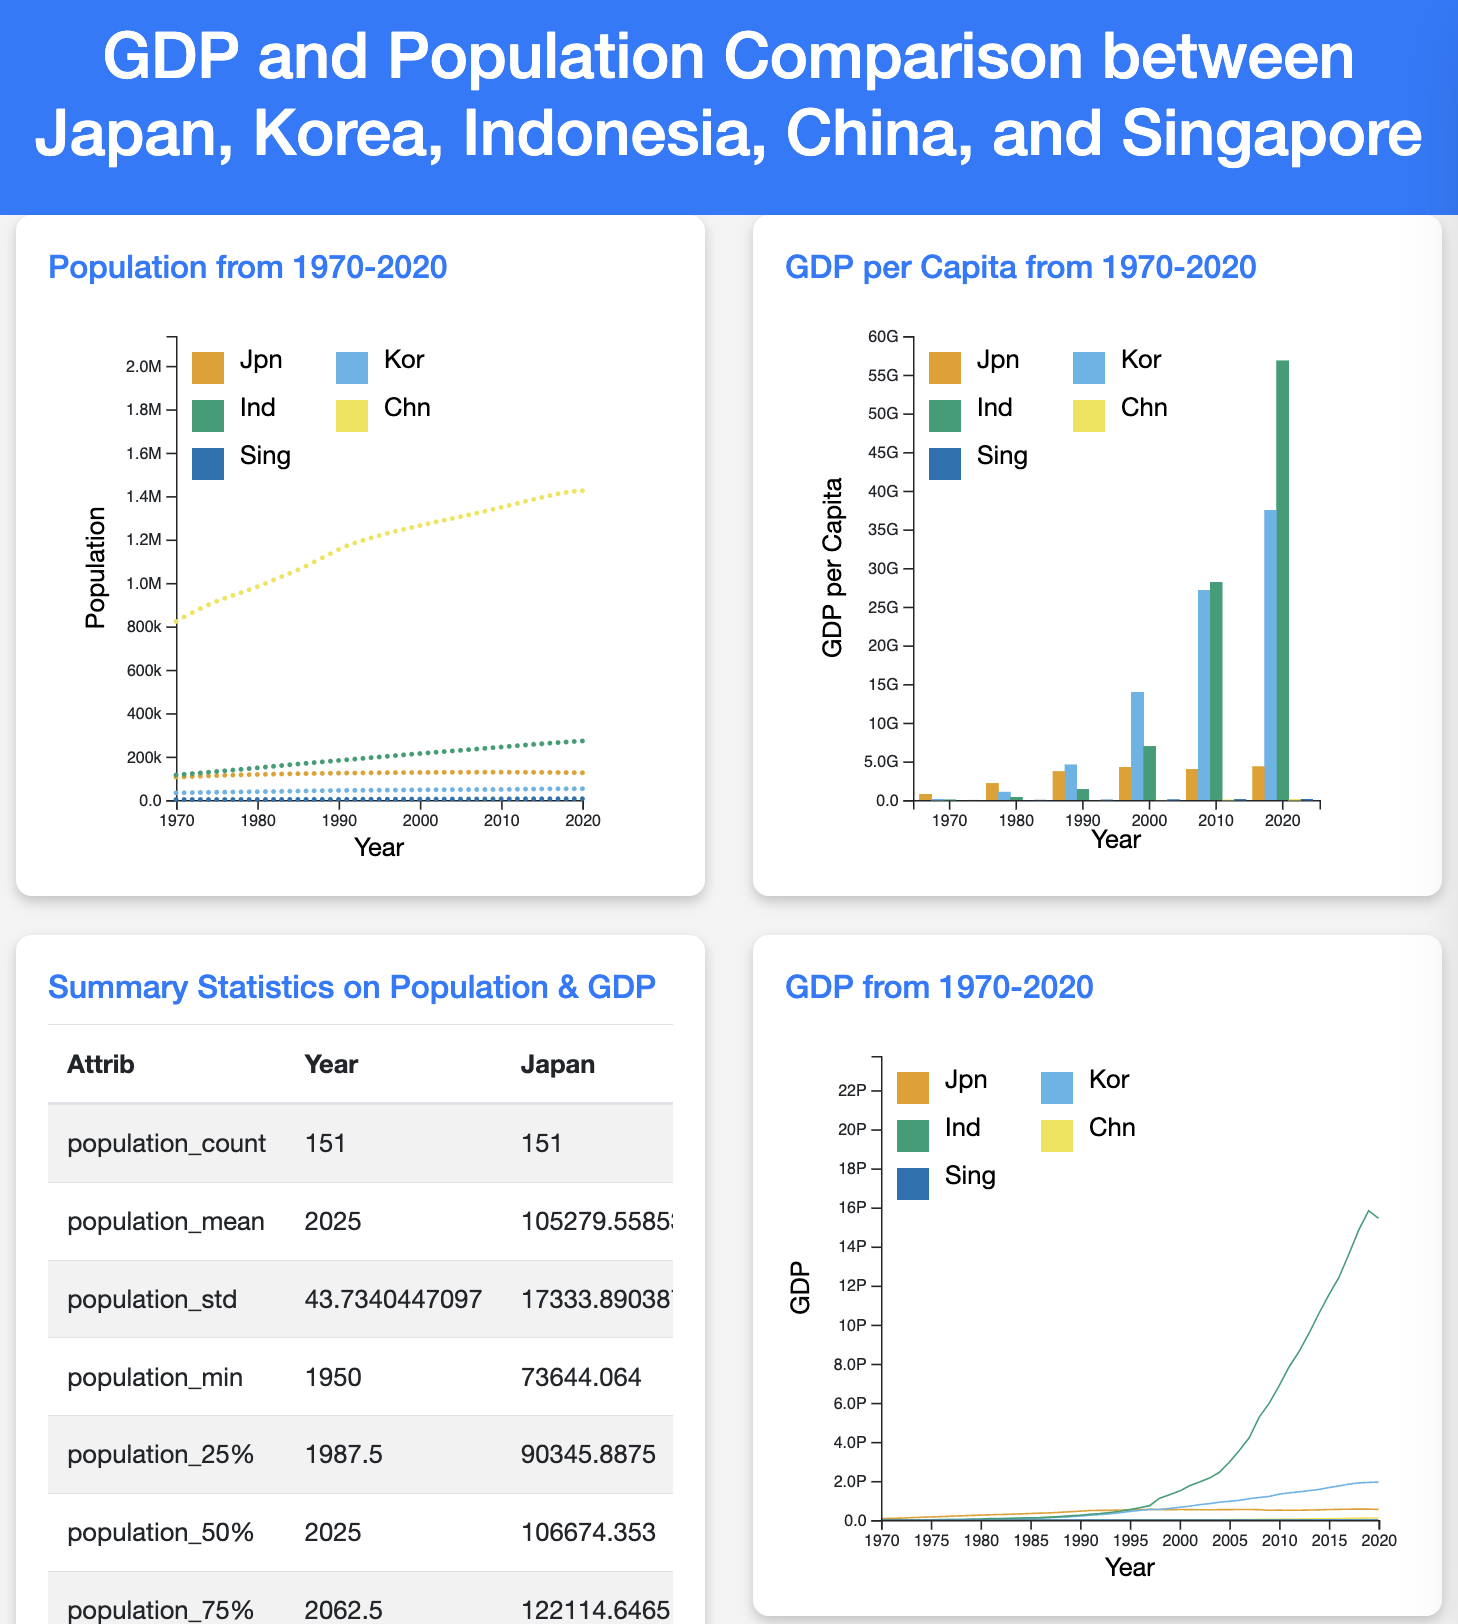 GDP and Population Comparison between
Japan, Korea, Indonesia, China, and Singapore
Population from 1970-2020
Jpn Kor
Ind Chn
Sing
2.0M
1.8M
1.6M
1.4M
1.2M
1.0M
800k
600k
400k
200k
0.0
Population
1970 1980 1990 2000 2010 2020
Year
GDP per Capita from 1970-2020
Jpn Kor
Ind Chn
Sing
60G
55G
50G
45G
40G
35G
30G
25G
20G
15G
10G
5.0G
0.0
GDP per Capita
1970 1980 1990 2000 2010 2020
Year
Summary Statistics on Population & GDP
Attrib Year Japan
population_count 151 151
population_mean 2025 105279.5585
population_std 43.7340447097 17333.89038
population_min 1950 73644.064
population_25% 1987.5 90345.8875
population_50% 2025 106674.353
population_75% 2062.5 122114.6465
GDP from 1970-2020
Jpn Kor
Ind Chn
Sing
22P
20P
18P
16P
14P
12P
10P
8.0P
6.0P
4.0P
2.0P
0.0
GDP
1970 1975 1980 1985 1990 1995 2000 2005 2010 2015 2020
Year